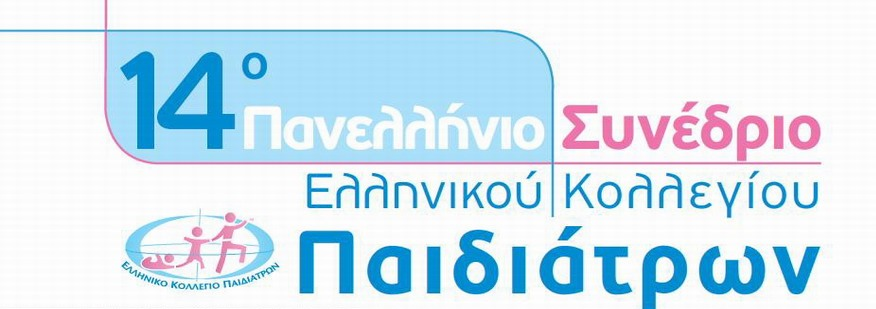 14ο Πανελλήνιο Συνέδριο
Ελληνικού Κολλεγίου
Παιδιάτρων
ΕΛΛΗΝΙΚΟ ΚΟΛΛΕΓΙΟ ΠΑΙΔΙΑΤΡΩΝ